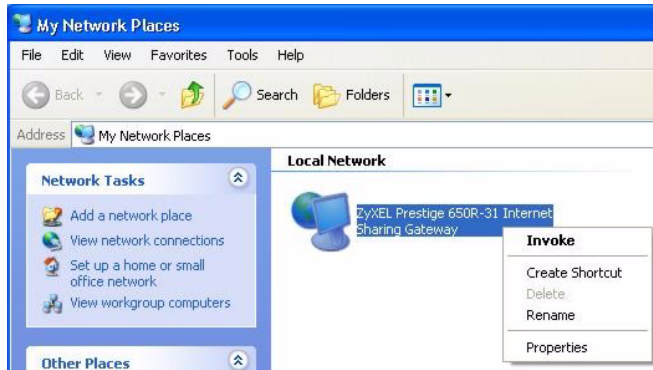 My Network Places
File Edit View Favorites Tools Help
Back Search Folders
Address My Network Places
Network Tasks
Add a network place
View network connections
Set up a home or small
office network
View workgroup computers
Other Places
Local Network
ZyXEL Prestige 650R-31 Internet
Sharing Gateway
Invoke
Create Shortcut
Delete
Rename
Properties